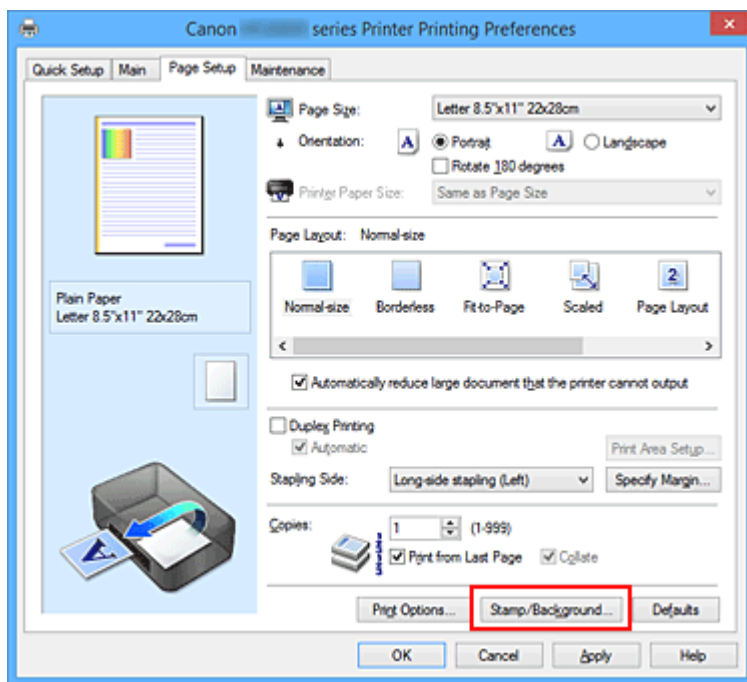 Canon series Printer Printing Preferences
Quick Setup Main Page Setup Maintenance
Page Size: Letter 8.5"x11" 22x28cm
Orientation: A Portrait A Landscape
Rotate 180 degrees
Printer Paper Size: Same as Page Size
Page Layout: Normal-size
2
Normal-size Borderless Fit-to-Page Scaled Page Layout
Plain Paper
Letter 8.5"x11" 22x28cm
Automatically reduce large document that the printer cannot output
Duplex Printing
Automatic
Print Area Setup...
Stapling Side: Long-side stapling (Left) Specify Margin...
Copies: 1 (1-999)
Print from Last Page Collate
A
Print Options... Stamp/Background... Defaults
OK Cancel Apply Help